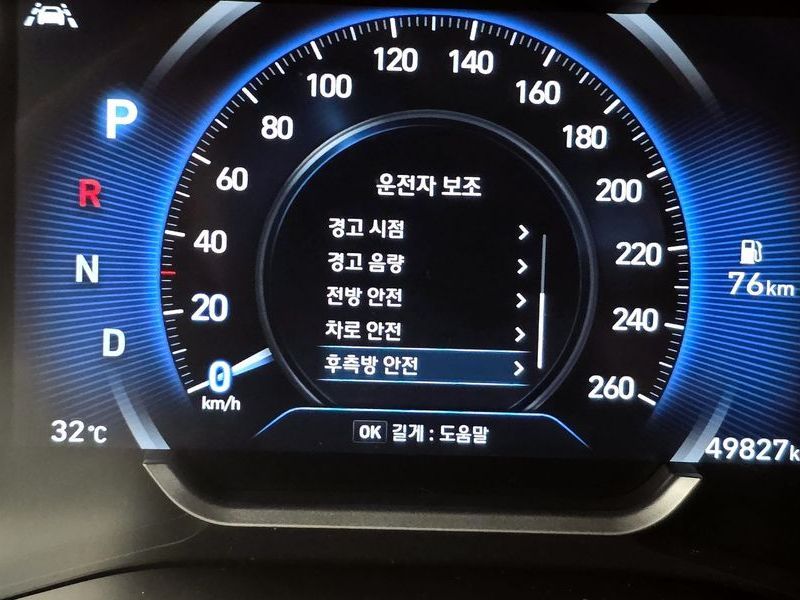 P
R
N
D
0
20
40
60
80
100
120
140
160
180
200
220
240
260
km/h
운전자 보조
경고 시점
경고 음량
전방 안전
차로 안전
후측방 안전
OK 길게 : 도움말
76km
32°C
49827k